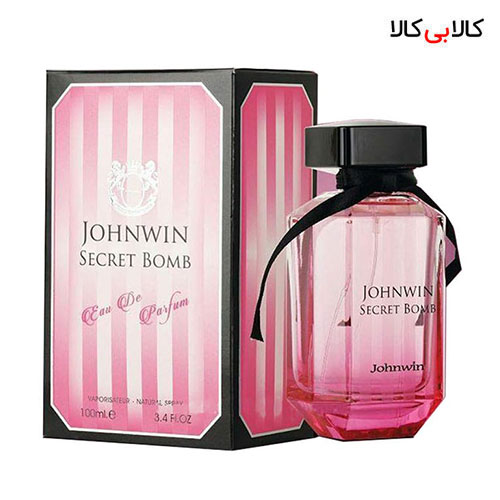 کالابی‌کالا
JOHNWIN
SECRET BOMB
Eau De Parfum
VAPORISATEUR - NATURAL SPRAY
100ml.e 3.4 Fl.OZ
JOHNWIN
SECRET BOMB
Johnwin